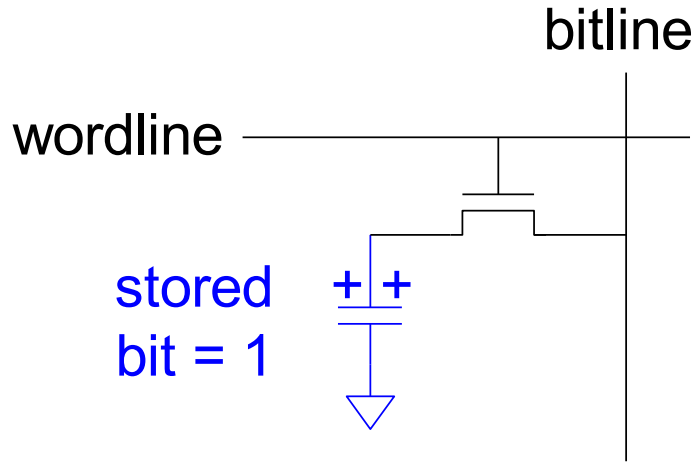 bitline
wordline
+ +
stored
bit = 1